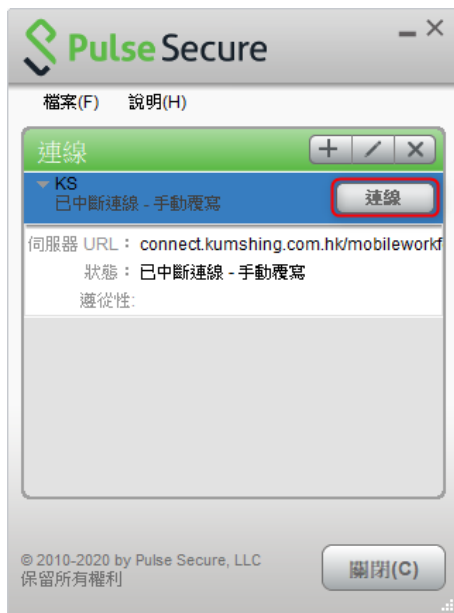 Pulse Secure
檔案(F) 說明(H)
連線
KS
已中斷連線 - 手動覆寫
連線
伺服器 URL： connect.kumshing.com.hk/mobileworkf
狀態： 已中斷連線 - 手動覆寫
遵從性:
© 2010-2020 by Pulse Secure, LLC
保留所有權利
關閉(C)